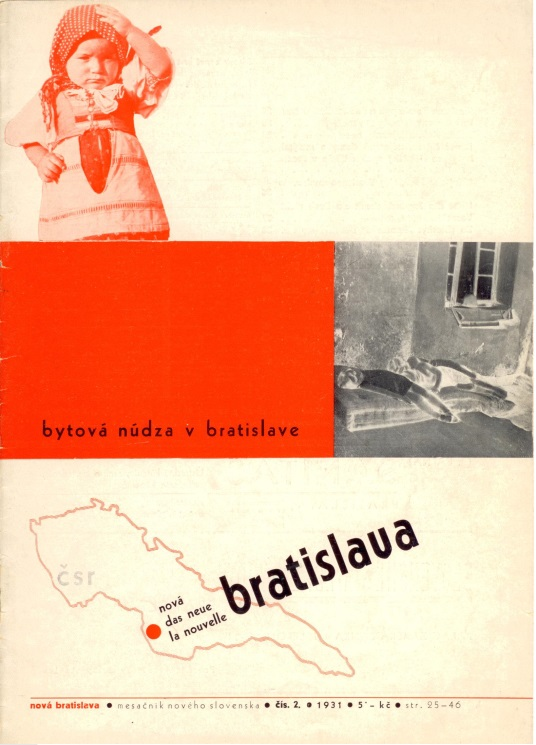 bytová núdza v bratislave
čsr
nová
das neue
la nouvelle
bratislava
nová bratislava ● mesačník nového slovenska ● čís. 2. ● 1931 ● 5·– kč ● str. 25–46